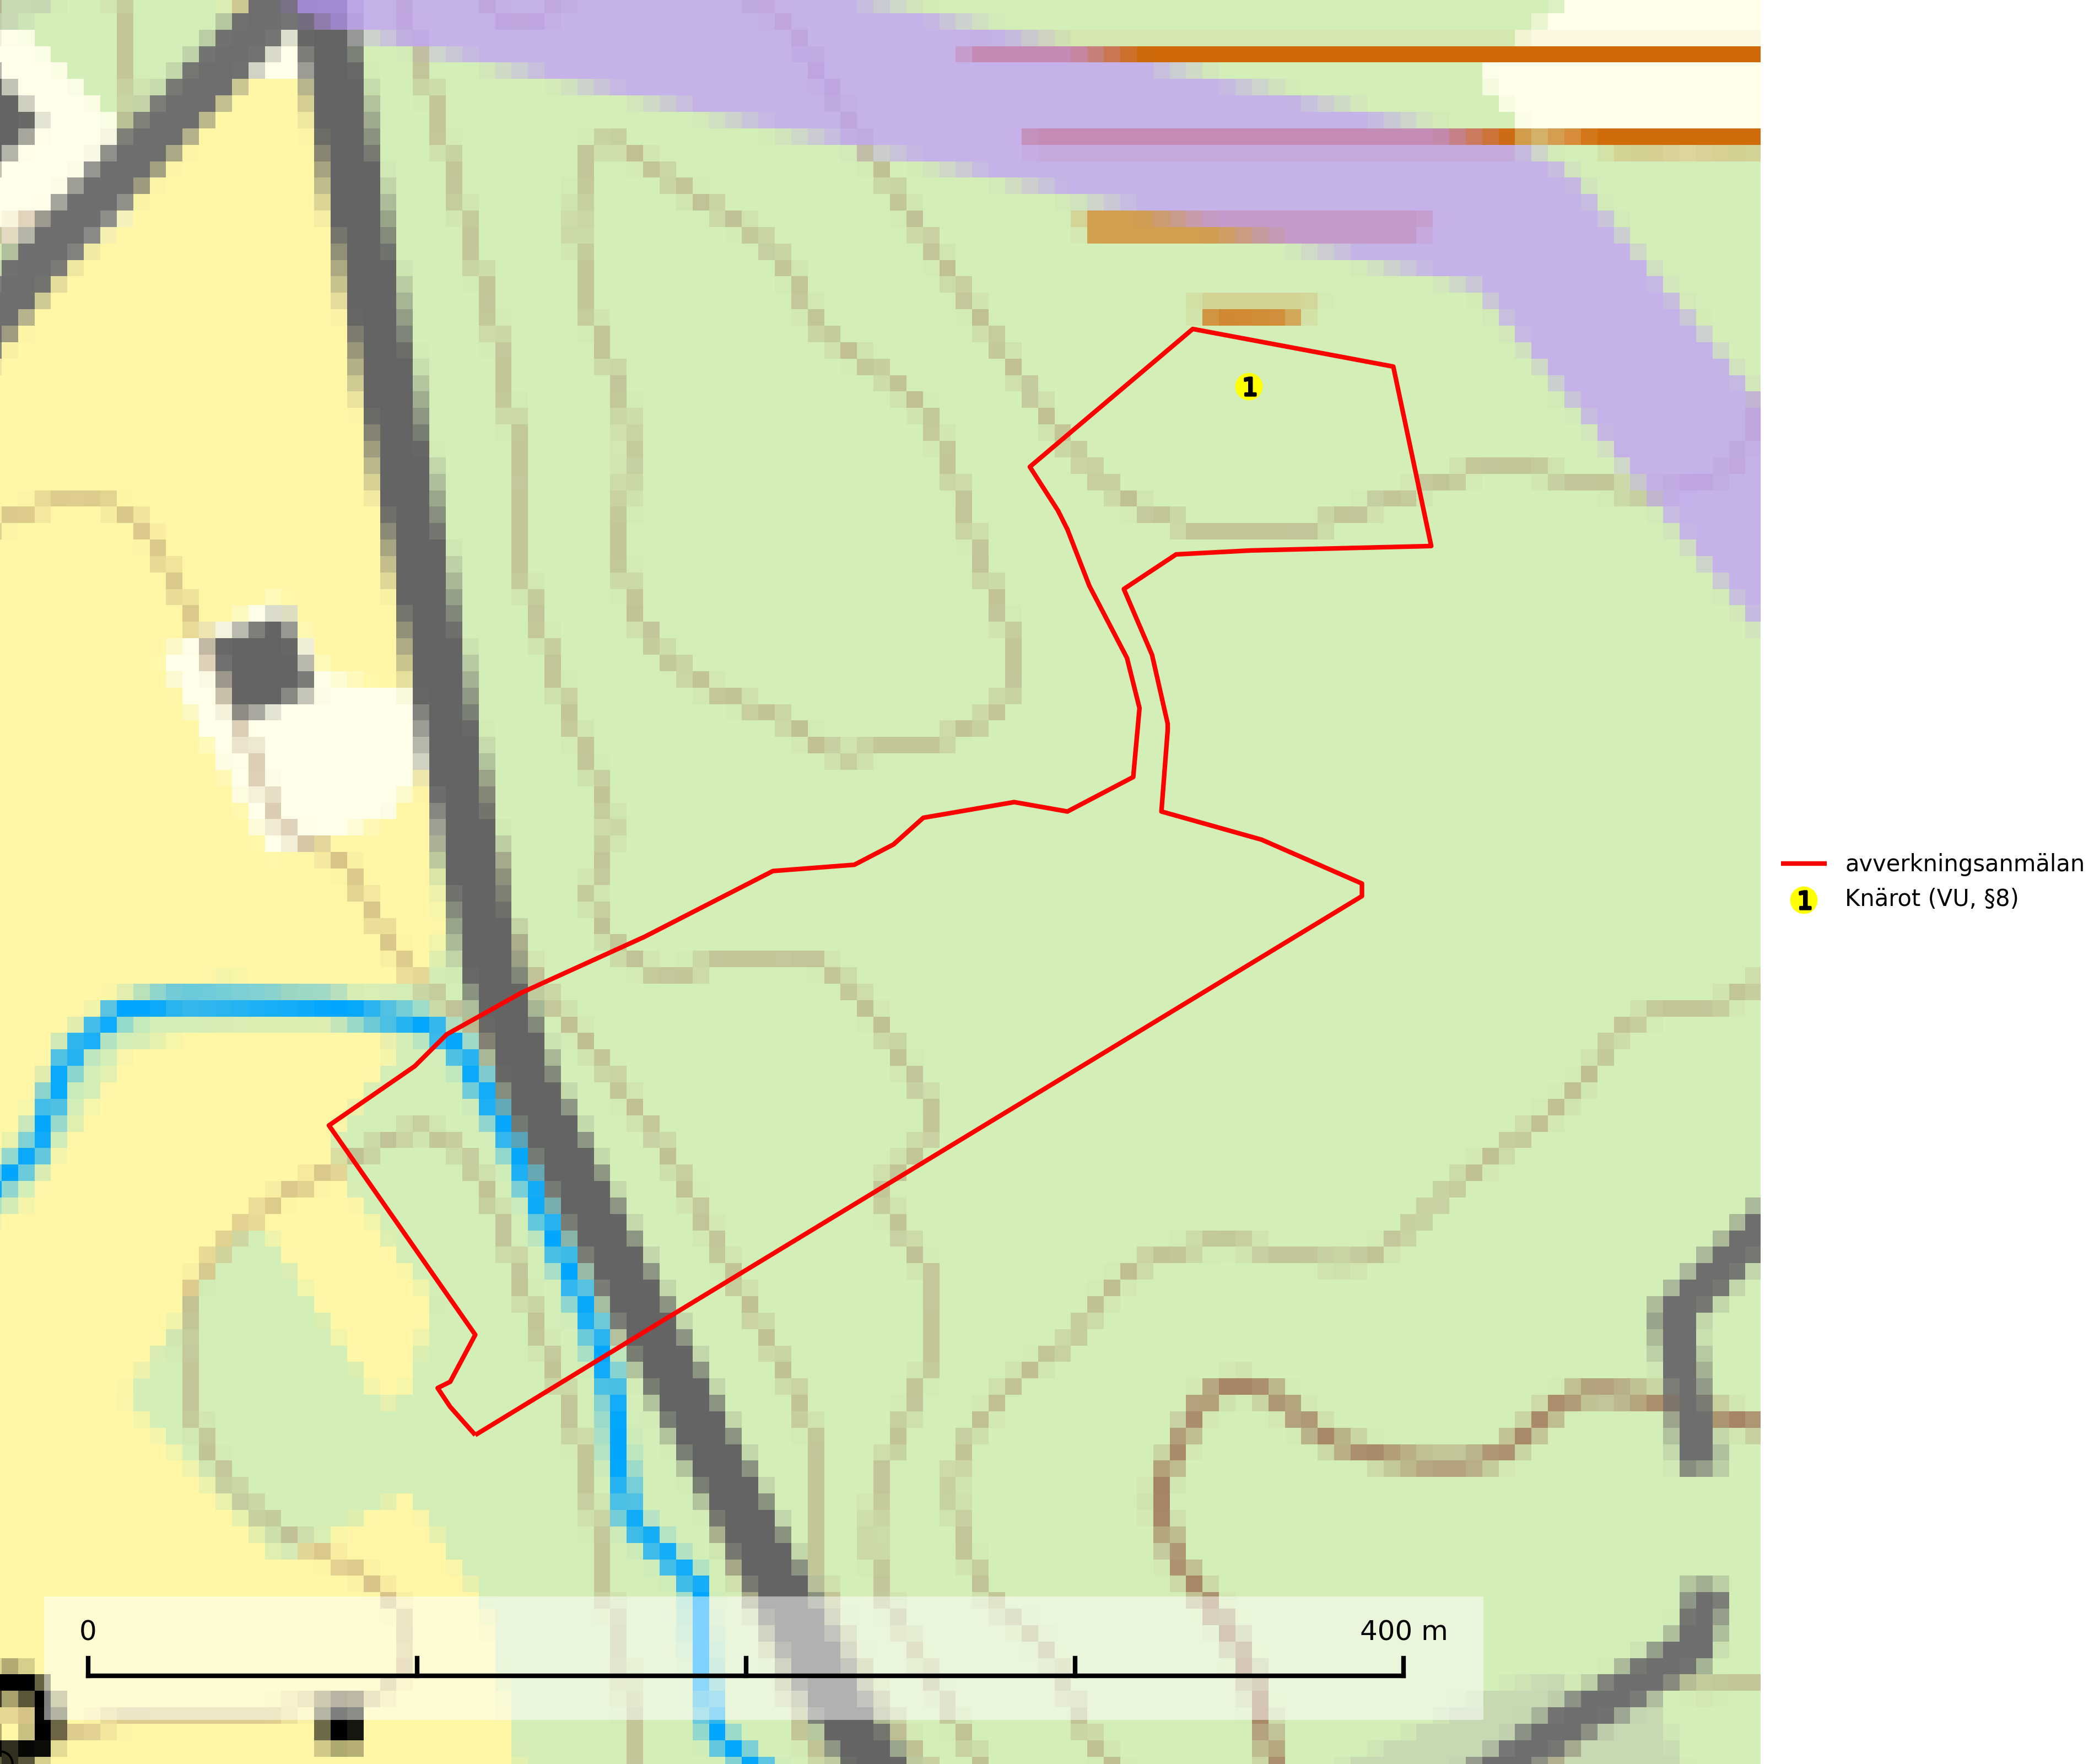 1
avverkningsanmälan
1 Knärot (VU, §8)
0 400 m